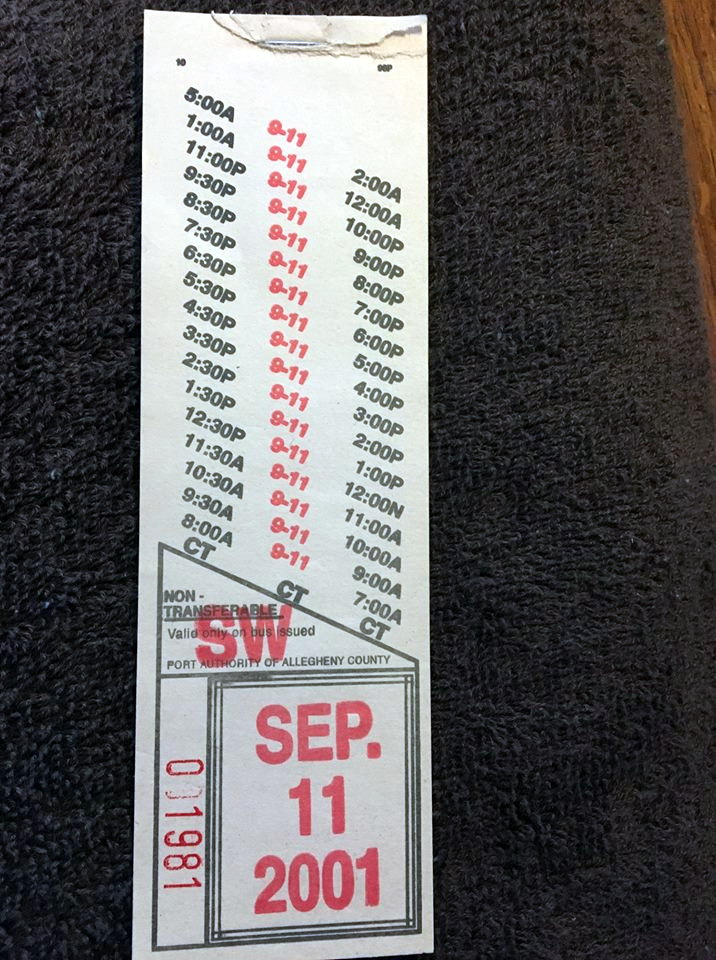 5:00A 9-11 2:00A
1:00A 9-11 12:00A
11:00P 9-11 10:00P
9:30P 9-11 9:00P
8:30P 9-11 8:00P
7:30P 9-11 7:00P
6:30P 9-11 6:00P
5:30P 9-11 5:00P
4:30P 9-11 4:00P
3:30P 9-11 3:00P
2:30P 9-11 2:00P
1:30P 9-11 1:00P
12:30P 9-11 12:00N
11:30A 9-11 11:00A
10:30A 9-11 10:00A
9:30A 9-11 9:00A
8:00A 9-11 7:00A
CT CT CT
NON-
TRANSFERABLE
SW
Valid only on bus issued
PORT AUTHORITY OF ALLEGHENY COUNTY
SEP.
11
2001